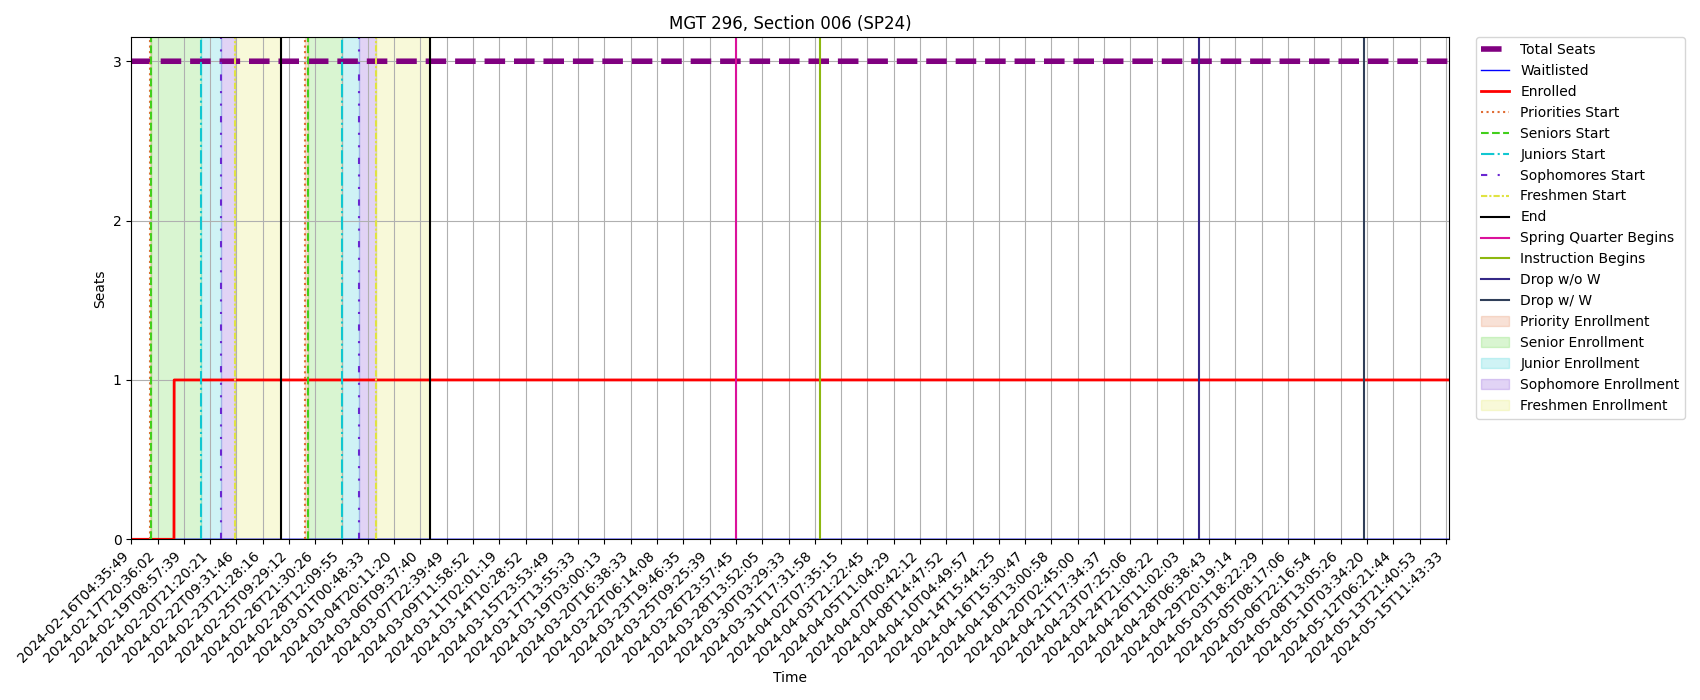 MGT 296, Section 006 (SP24)
3
2
1
0
Seats
2024-02-16T04:35:49
2024-02-17T20:36:02
2024-02-19T08:57:39
2024-02-20T21:20:21
2024-02-22T09:31:46
2024-02-23T21:28:16
2024-02-25T09:29:12
2024-02-26T21:30:26
2024-02-28T12:09:55
2024-03-01T00:48:33
2024-03-04T20:11:20
2024-03-06T09:37:40
2024-03-07T22:39:49
2024-03-09T11:58:52
2024-03-11T02:01:19
2024-03-14T10:28:52
2024-03-15T23:53:49
2024-03-17T13:55:33
2024-03-19T03:00:13
2024-03-20T16:38:33
2024-03-22T06:14:08
2024-03-23T19:46:35
2024-03-25T09:25:39
2024-03-26T23:57:45
2024-03-28T13:52:05
2024-03-30T03:29:33
2024-03-31T17:31:58
2024-04-02T07:35:15
2024-04-03T21:22:45
2024-04-05T11:04:29
2024-04-07T00:42:12
2024-04-08T14:47:52
2024-04-10T04:49:57
2024-04-14T15:44:25
2024-04-16T15:30:47
2024-04-18T13:00:58
2024-04-20T02:45:00
2024-04-21T17:34:37
2024-04-23T07:25:06
2024-04-24T21:08:22
2024-04-26T11:02:03
2024-04-28T06:38:43
2024-04-29T20:19:14
2024-05-03T18:22:29
2024-05-05T08:17:06
2024-05-06T22:16:54
2024-05-08T13:05:26
2024-05-10T03:34:20
2024-05-12T06:21:44
2024-05-13T21:40:53
2024-05-15T11:43:33
Time
Total Seats
Waitlisted
Enrolled
Priorities Start
Seniors Start
Juniors Start
Sophomores Start
Freshmen Start
End
Spring Quarter Begins
Instruction Begins
Drop w/o W
Drop w/ W
Priority Enrollment
Senior Enrollment
Junior Enrollment
Sophomore Enrollment
Freshmen Enrollment